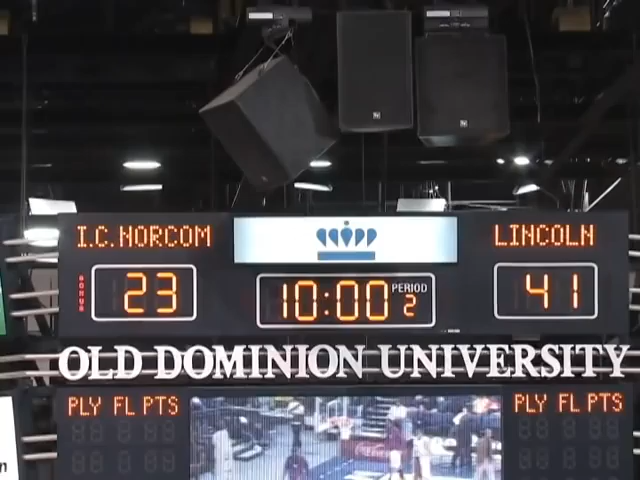 I.C.NORCOM
LINCOLN
BONUS
23
10:00
PERIOD
2
41
OLD DOMINION UNIVERSITY
PLY FL PTS
PLY FL PTS
n